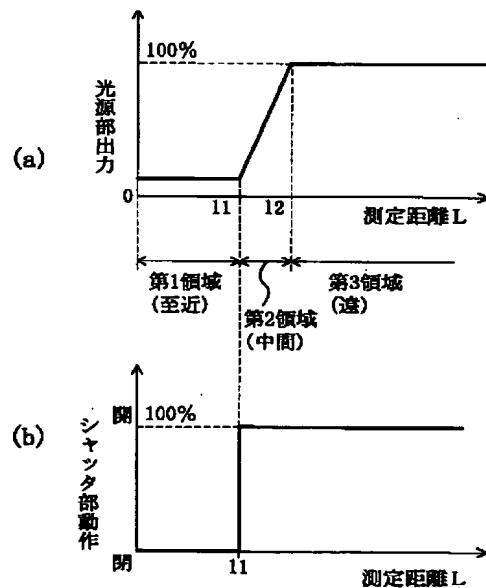 (a)
光源部出力
100%
0
11
12
測定距離L
第1領域
(至近)
第2領域
(中間)
第3領域
(遠)
(b)
シャッタ部動作
開
100%
閉
11
測定距離L